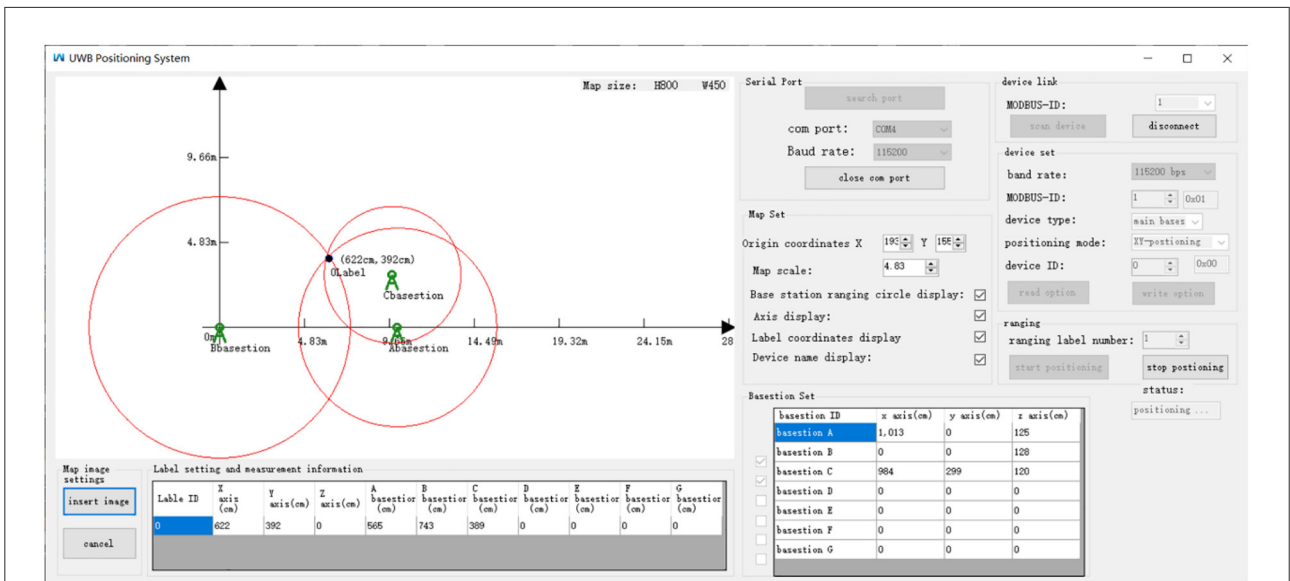 UWB Positioning System
Map size: H800 W450
9.66m
4.83m
(622cm, 392cm)
0Label
Cbasestion
0m
Bbasestion
4.83m
Abasestion
14.49m
19.32m
24.15m
28
Serial Port
search port
com port: COM4
Baud rate: 115200
close com port
Map Set
Origin coordinates X 193 Y 155
Map scale: 4.83
Base station ranging circle display:
Axis display:
Label coordinates display
Device name display:
device link
MODBUS-ID: 1
scan device disconnect
device set
band rate: 115200 bps
MODBUS-ID: 1 0x01
device type: main bases
positioning mode: XY-postioning
device ID: 0 0x00
read option write option
ranging
ranging label number: 1
start positioning stop postioning
status:
positioning ...
Basestion Set
basestion ID x axis(cm) y axis(cm) z axis(cm)
basestion A 1,013 0 125
basestion B 0 0 128
basestion C 984 299 120
basestion D 0 0 0
basestion E 0 0 0
basestion F 0 0 0
basestion G 0 0 0
Map image
settings
insert image
cancel
Label setting and measurement information
Lable ID X axis (cm) Y axis(cm) Z axis(cm) A basestior (cm) B basestior (cm) C basestior (cm) D basestior (cm) E basestior (cm) F basestior (cm) G basestior (cm)
0 622 392 0 565 743 389 0 0 0 0